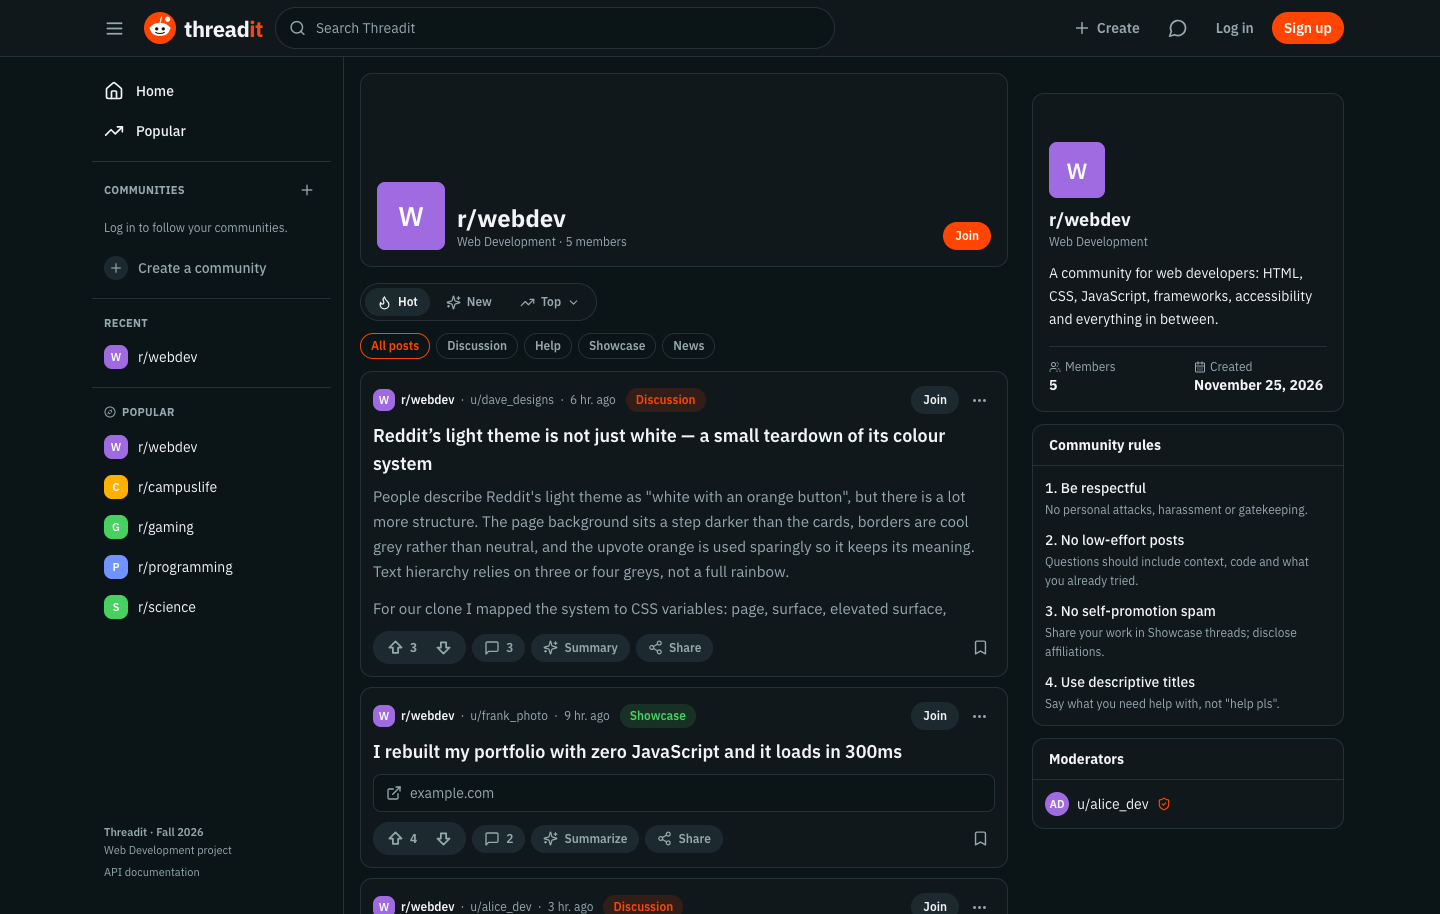 threadit
Search Threadit
Create
Log in
Sign up
Home
Popular
COMMUNITIES
Log in to follow your communities.
Create a community
RECENT
W r/webdev
POPULAR
W r/webdev
C r/campuslife
G r/gaming
P r/programming
S r/science
Threadit · Fall 2026
Web Development project
API documentation
W
r/webdev
Web Development · 5 members
Join
Hot New Top
All posts Discussion Help Showcase News
W r/webdev · u/dave_designs · 6 hr. ago Discussion Join
Reddit’s light theme is not just white — a small teardown of its colour
system
People describe Reddit's light theme as "white with an orange button", but there is a lot
more structure. The page background sits a step darker than the cards, borders are cool
grey rather than neutral, and the upvote orange is used sparingly so it keeps its meaning.
Text hierarchy relies on three or four greys, not a full rainbow.
For our clone I mapped the system to CSS variables: page, surface, elevated surface,
3 3 Summary Share
W r/webdev · u/frank_photo · 9 hr. ago Showcase Join
I rebuilt my portfolio with zero JavaScript and it loads in 300ms
example.com
4 2 Summarize Share
W r/webdev · u/alice_dev · 3 hr. ago Discussion Join
W
r/webdev
Web Development
A community for web developers: HTML,
CSS, JavaScript, frameworks, accessibility
and everything in between.
Members Created
5 November 25, 2026
Community rules
1. Be respectful
No personal attacks, harassment or gatekeeping.
2. No low-effort posts
Questions should include context, code and what
you already tried.
3. No self-promotion spam
Share your work in Showcase threads; disclose
affiliations.
4. Use descriptive titles
Say what you need help with, not "help pls".
Moderators
AD u/alice_dev